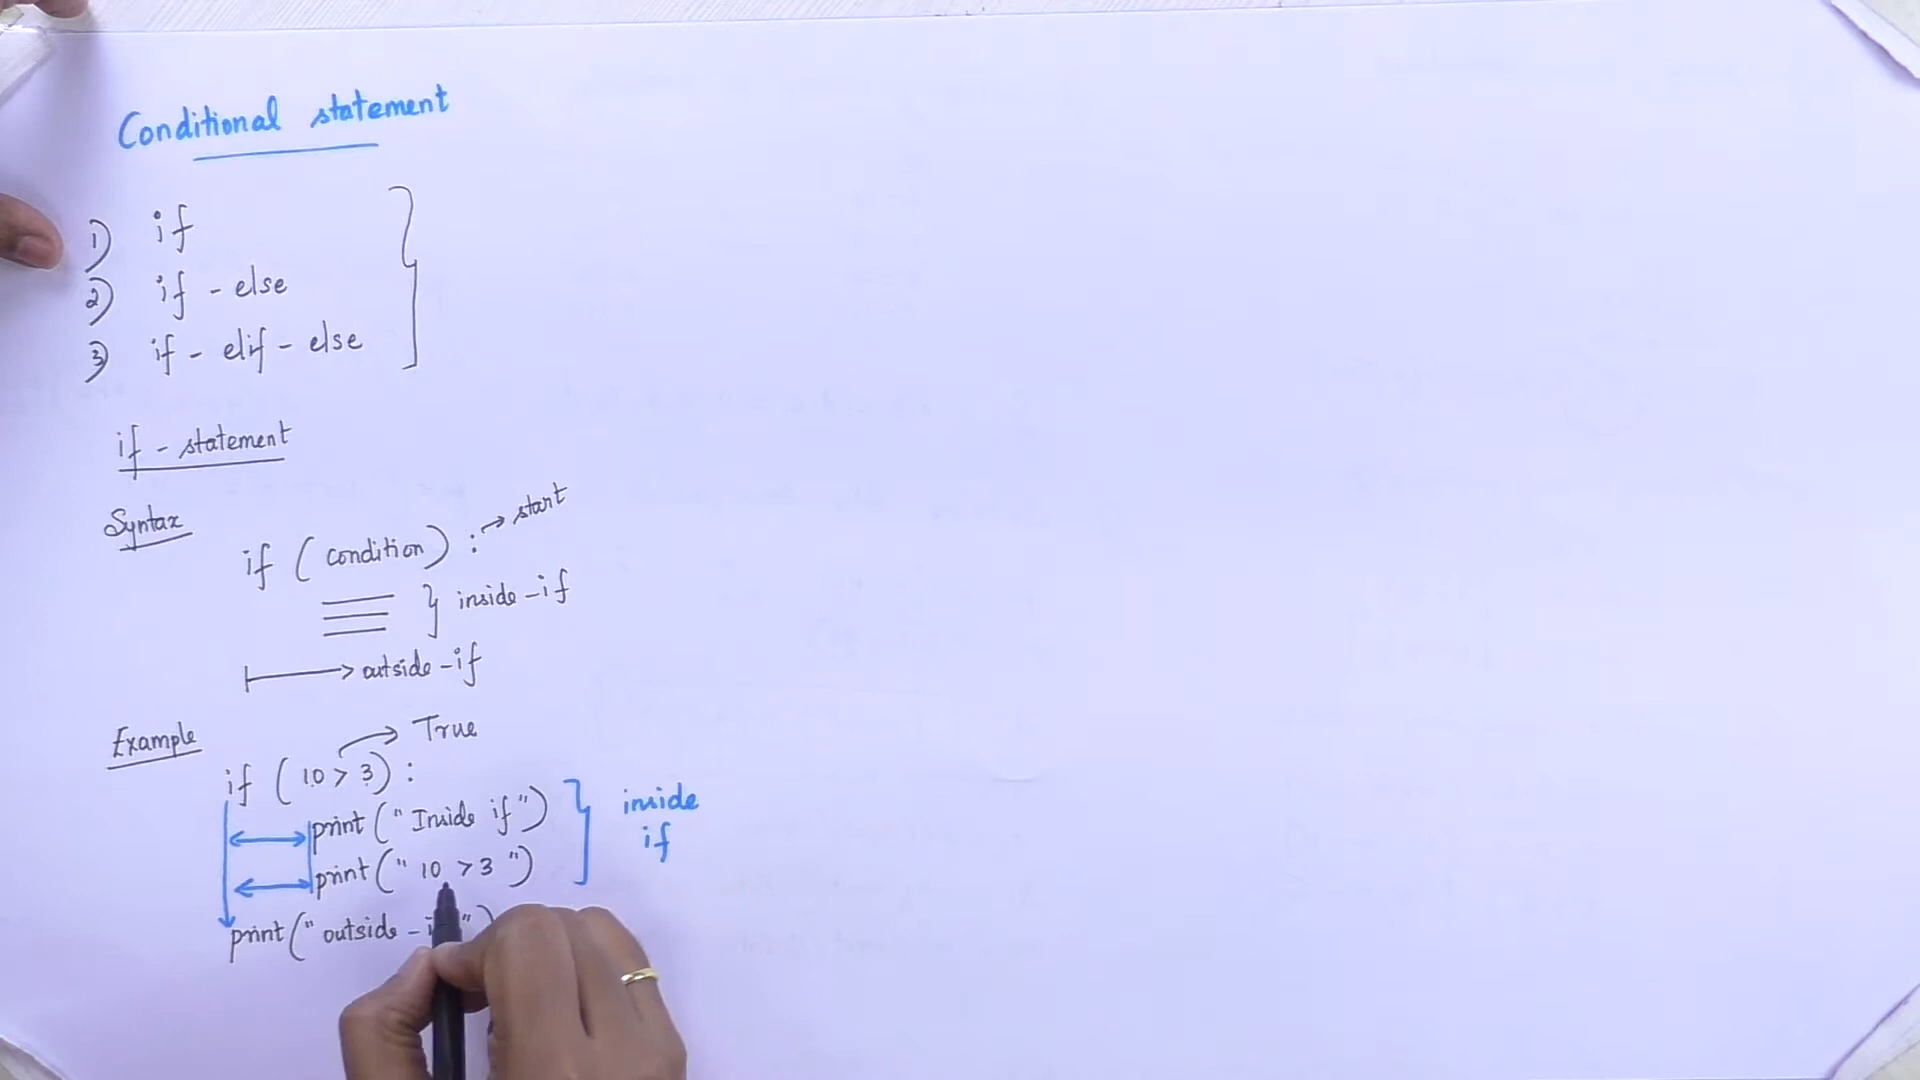 Conditional statement
1) if
2) if - else
3) if - elif - else
if - statement
Syntax
if (condition) : → start
} inside - if
→ outside - if
Example
→ True
if (10 > 3) :
print (" Inside if ")
print (" 10 > 3 ")
} inside if
print (" outside - ")